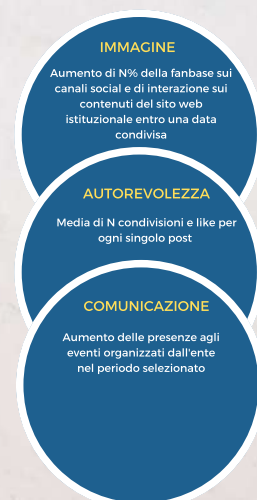 IMMAGINE
Aumento di N% della fanbase sui
canali social e di interazione sui
contenuti del sito web
istituzionale entro una data
condivisa
AUTOREVOLEZZA
Media di N condivisioni e like per
ogni singolo post
COMUNICAZIONE
Aumento delle presenze agli
eventi organizzati dall'ente
nel periodo selezionato